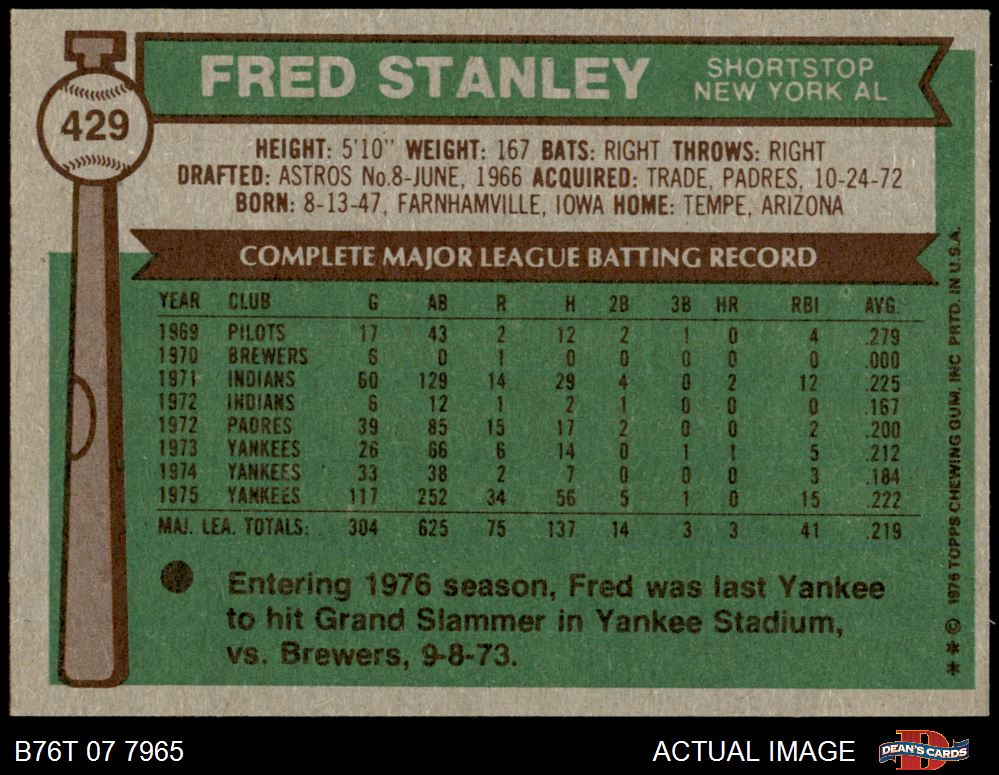 FRED STANLEY
SHORTSTOP
NEW YORK AL
429
HEIGHT: 5'10" WEIGHT: 167 BATS: RIGHT THROWS: RIGHT
DRAFTED: ASTROS No.8-JUNE, 1966 ACQUIRED: TRADE, PADRES, 10-24-72
BORN: 8-13-47, FARNHAMVILLE, IOWA HOME: TEMPE, ARIZONA
COMPLETE MAJOR LEAGUE BATTING RECORD
YEAR CLUB G AB R H 2B 3B HR RBI AVG.
1969 PILOTS 17 43 2 12 2 1 0 4 .279
1970 BREWERS 6 0 1 0 0 0 0 0 .000
1971 INDIANS 60 129 14 29 4 0 2 12 .225
1972 INDIANS 6 12 1 2 1 0 0 0 .167
1972 PADRES 39 85 15 17 2 0 0 2 .200
1973 YANKEES 26 66 6 14 0 1 1 5 .212
1974 YANKEES 33 38 2 7 0 0 0 3 .184
1975 YANKEES 117 252 34 56 5 1 0 15 .222
MAJ. LEA. TOTALS: 304 625 75 137 14 3 3 41 .219
Entering 1976 season, Fred was last Yankee
to hit Grand Slammer in Yankee Stadium,
vs. Brewers, 9-8-73.
** © 1976 TOPPS CHEWING GUM, INC PRTD. IN U.S.A.
B76T 07 7965
ACTUAL IMAGE
D
DEAN'S CARDS